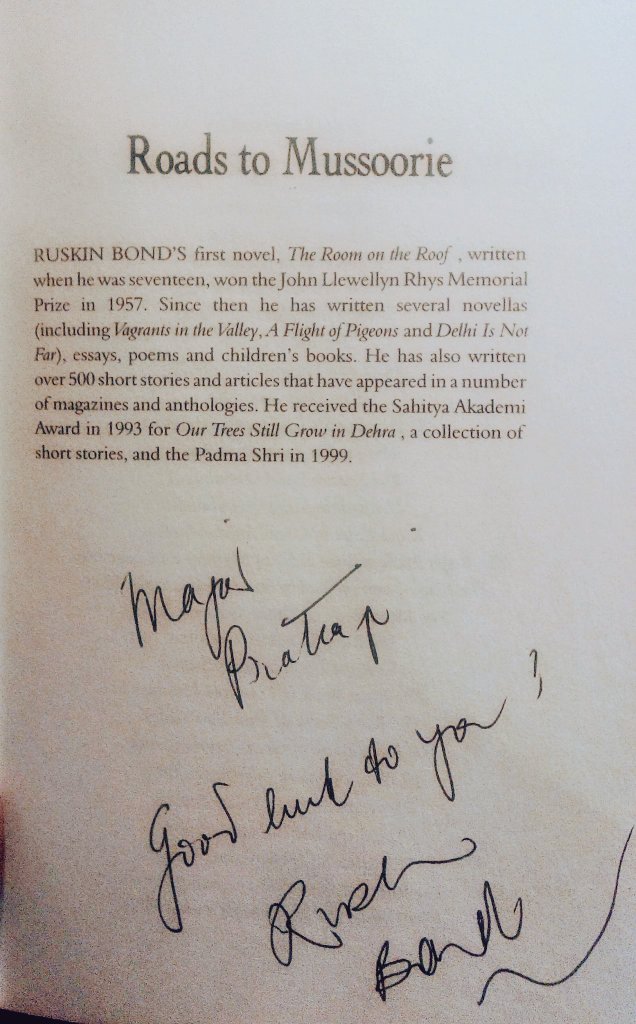 Roads to Mussoorie
RUSKIN BOND'S first novel, The Room on the Roof , written
when he was seventeen, won the John Llewellyn Rhys Memorial
Prize in 1957. Since then he has written several novellas
(including Vagrants in the Valley, A Flight of Pigeons and Delhi Is Not
Far), essays, poems and children's books. He has also written
over 500 short stories and articles that have appeared in a number
of magazines and anthologies. He received the Sahitya Akademi
Award in 1993 for Our Trees Still Grow in Dehra , a collection of
short stories, and the Padma Shri in 1999.
Major
Pratap
Good luck to you!
Ruskin
Bond